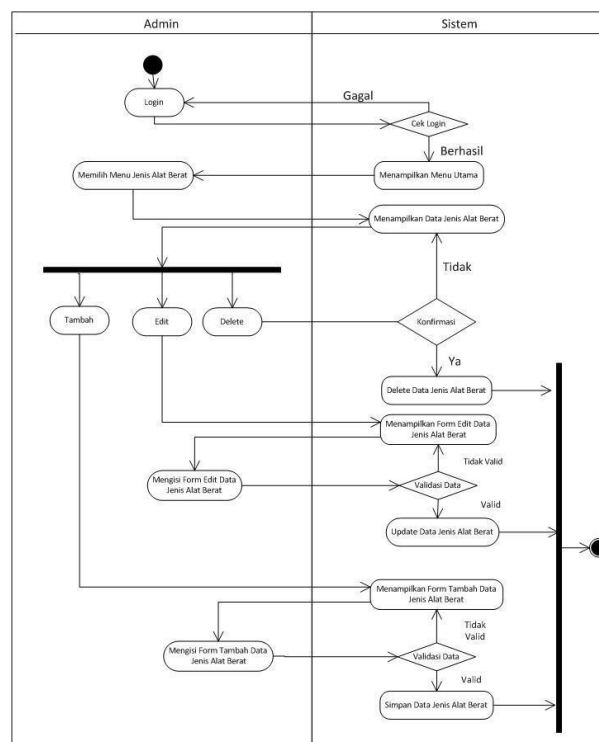 Admin
Sistem
Login
Gagal
Cek Login
Berhasil
Memilih Menu Jenis Alat Berat
Menampilkan Menu Utama
Menampilkan Data Jenis Alat Berat
Tidak
Tambah
Edit
Delete
Konfirmasi
Ya
Delete Data Jenis Alat Berat
Menampilkan Form Edit Data
Jenis Alat Berat
Tidak Valid
Mengisi Form Edit Data
Jenis Alat Berat
Validasi Data
Valid
Update Data Jenis Alat Berat
Menampilkan Form Tambah Data
Jenis Alat Berat
Tidak
Valid
Mengisi Form Tambah Data
Jenis Alat Berat
Validasi Data
Valid
Simpan Data Jenis Alat Berat